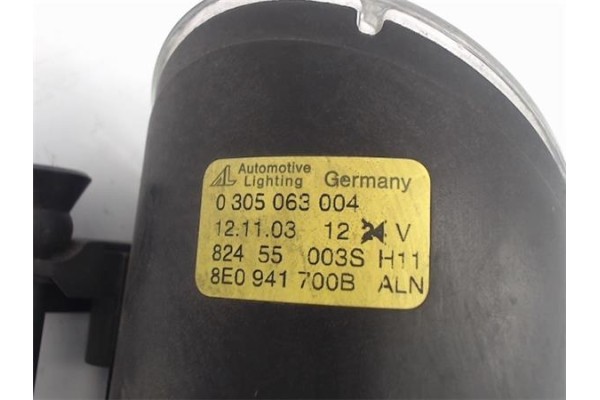 AL Automotive Lighting Germany
0 305 063 004
12.11.03 12 24 V
824 55 003S H11
8E0 941 700B ALN